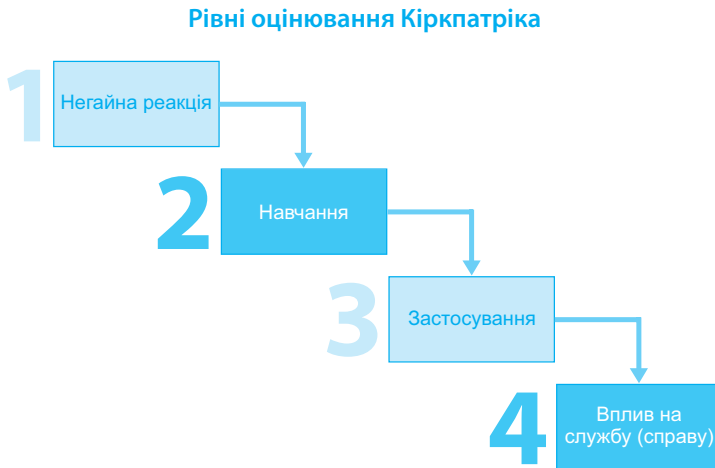 Рівні оцінювання Кіркпатріка
1
Негайна реакція
2
Навчання
3
Застосування
4
Вплив на
службу (справу)